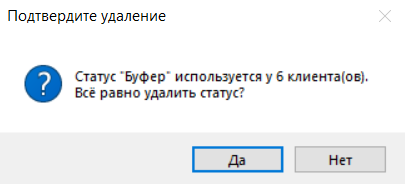 Подтвердите удаление
Статус "Буфер" используется у 6 клиента(ов).
Всё равно удалить статус?
Да
Нет